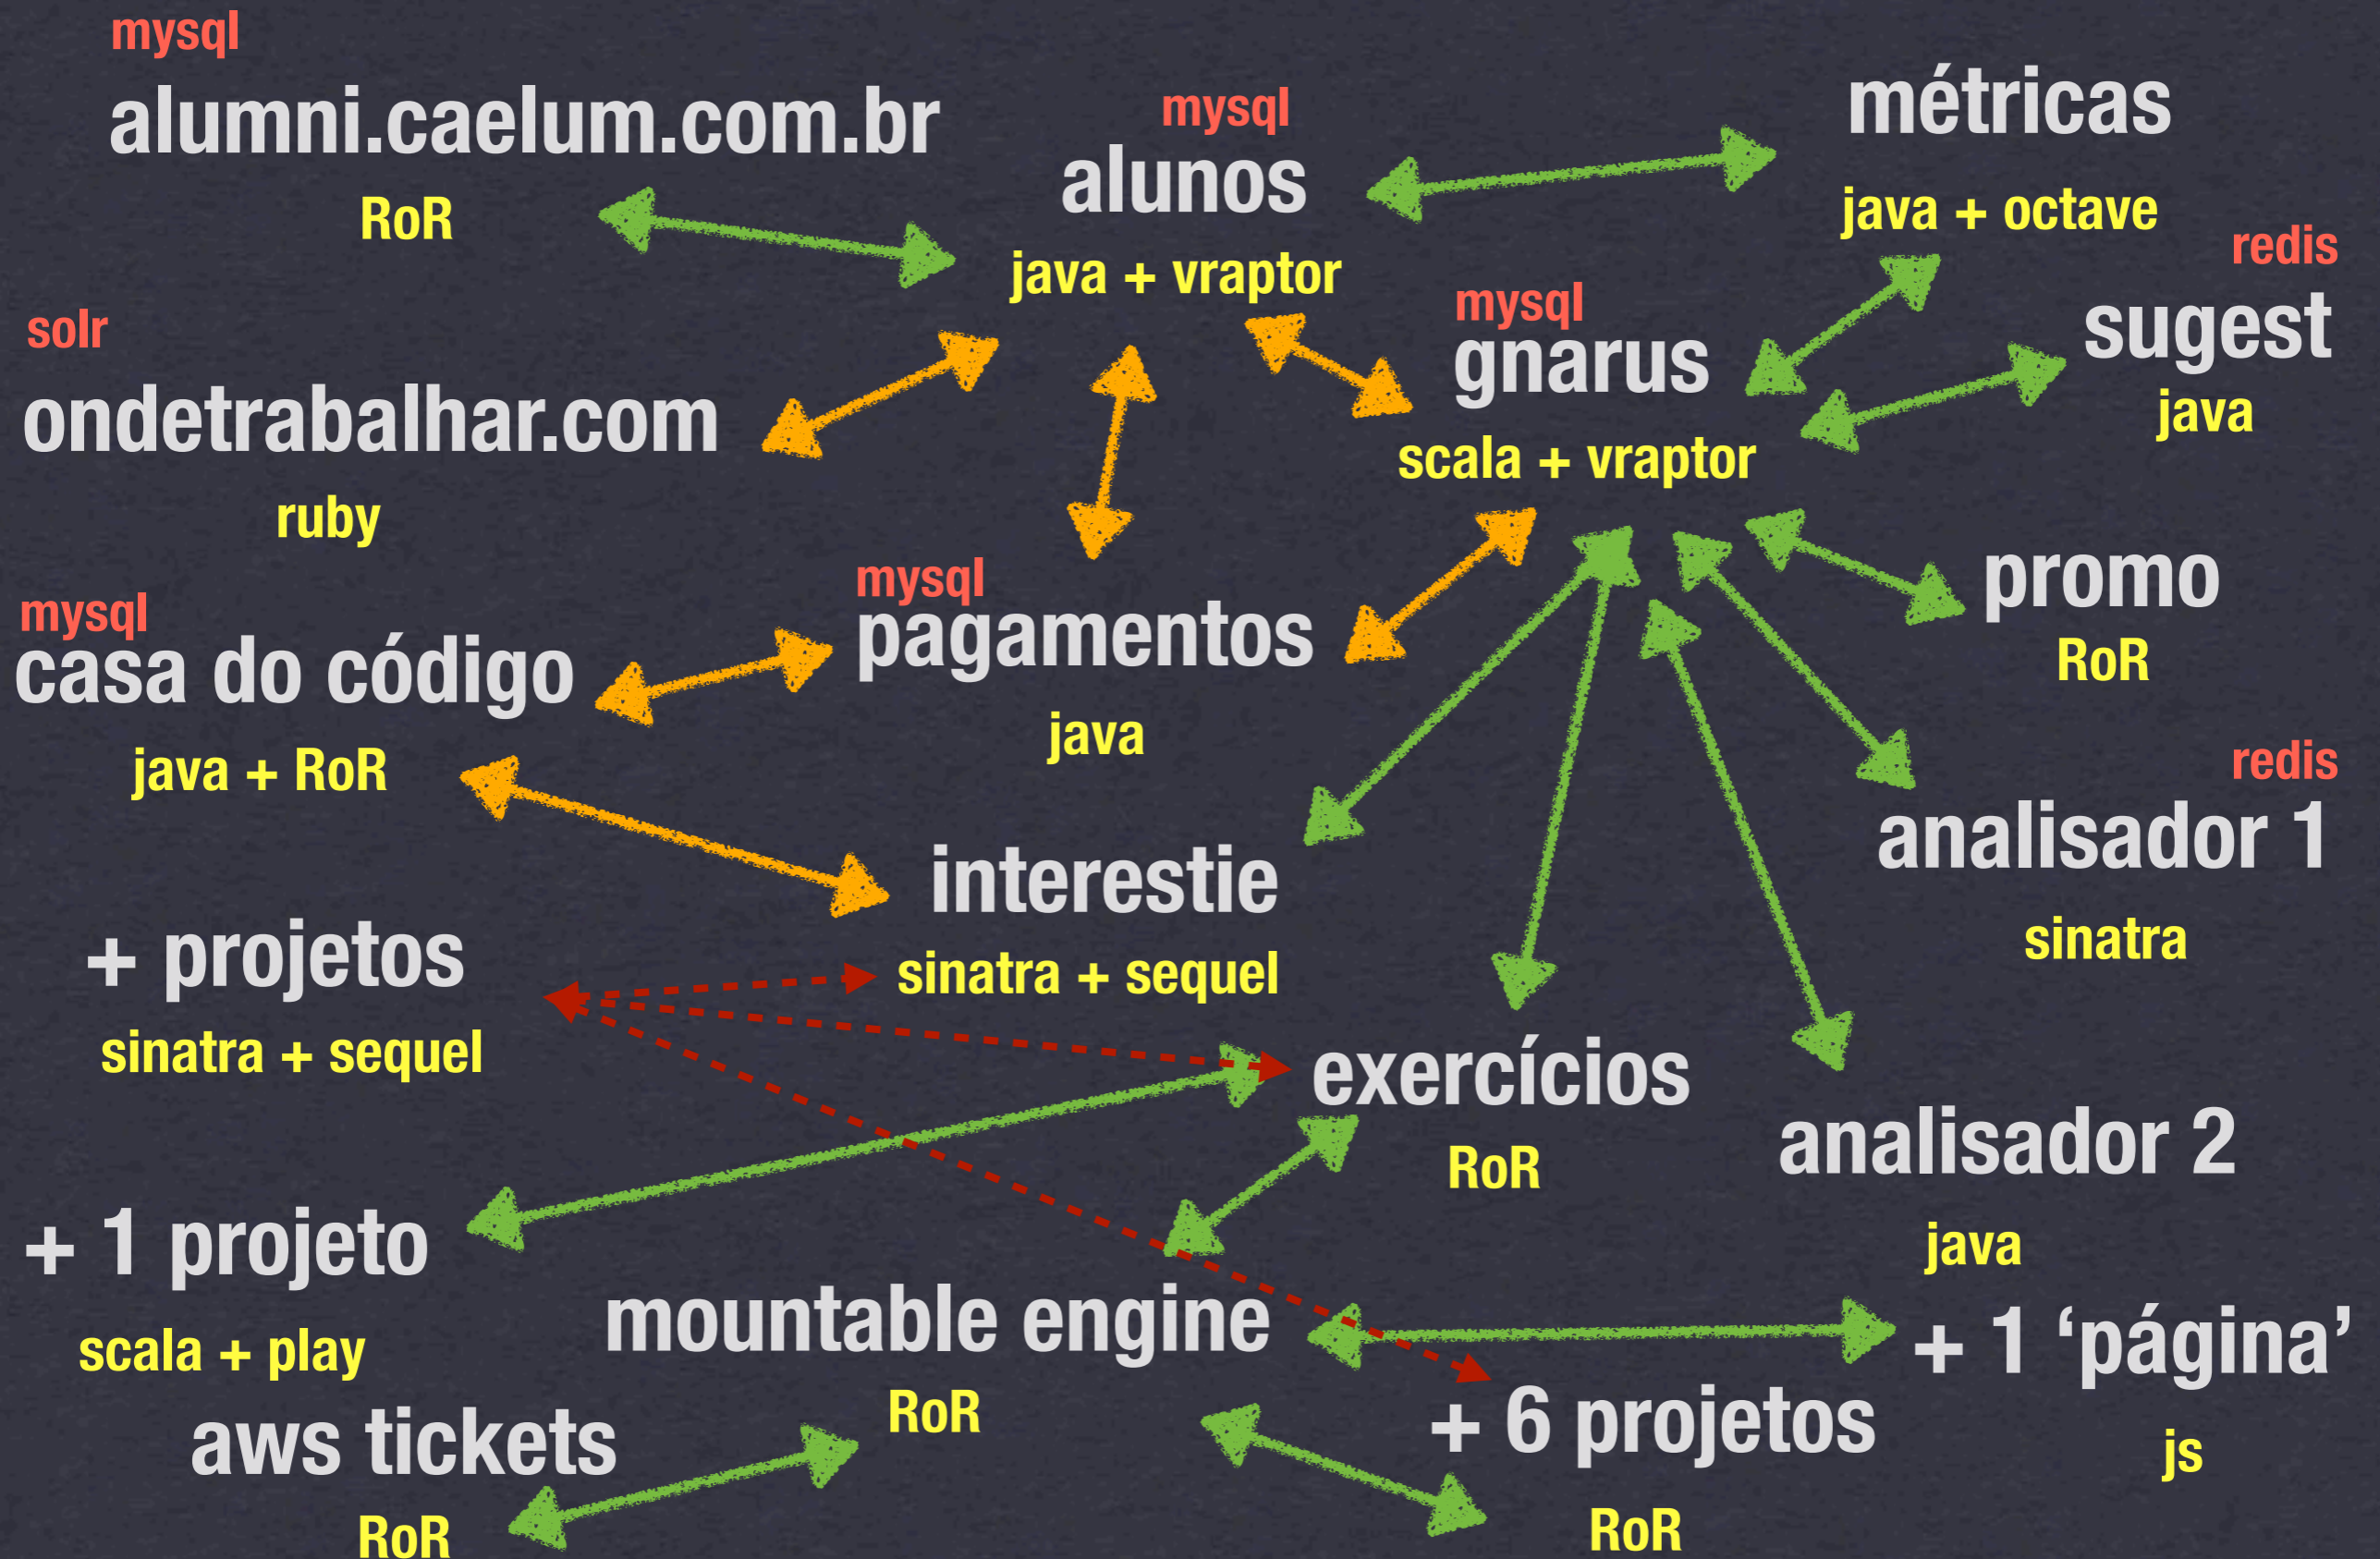 mysql
alumni.caelum.com.br
RoR
mysql
alunos
java + vraptor
métricas
java + octave
redis
sugest
java
solr
ondetrabalhar.com
ruby
mysql
gnarus
scala + vraptor
mysql
casa do código
java + RoR
mysql
pagamentos
java
promo
RoR
redis
analisador 1
sinatra
interestie
sinatra + sequel
+ projetos
sinatra + sequel
exercícios
RoR
analisador 2
java
+ 1 projeto
scala + play
mountable engine
RoR
+ 1 ‘página’
js
aws tickets
RoR
+ 6 projetos
RoR